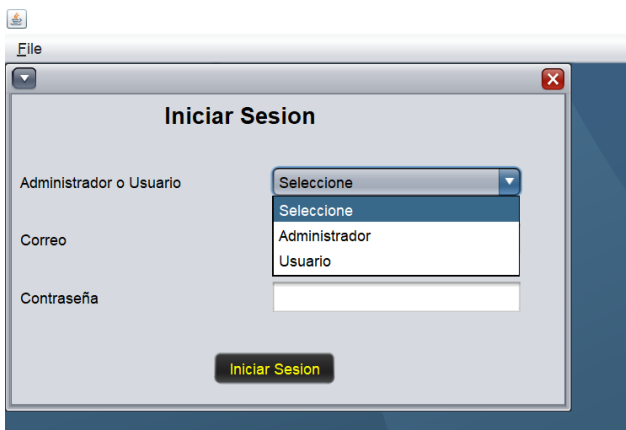 File
Iniciar Sesion
Administrador o Usuario
Seleccione
Seleccione
Administrador
Usuario
Correo
Contraseña
Iniciar Sesion